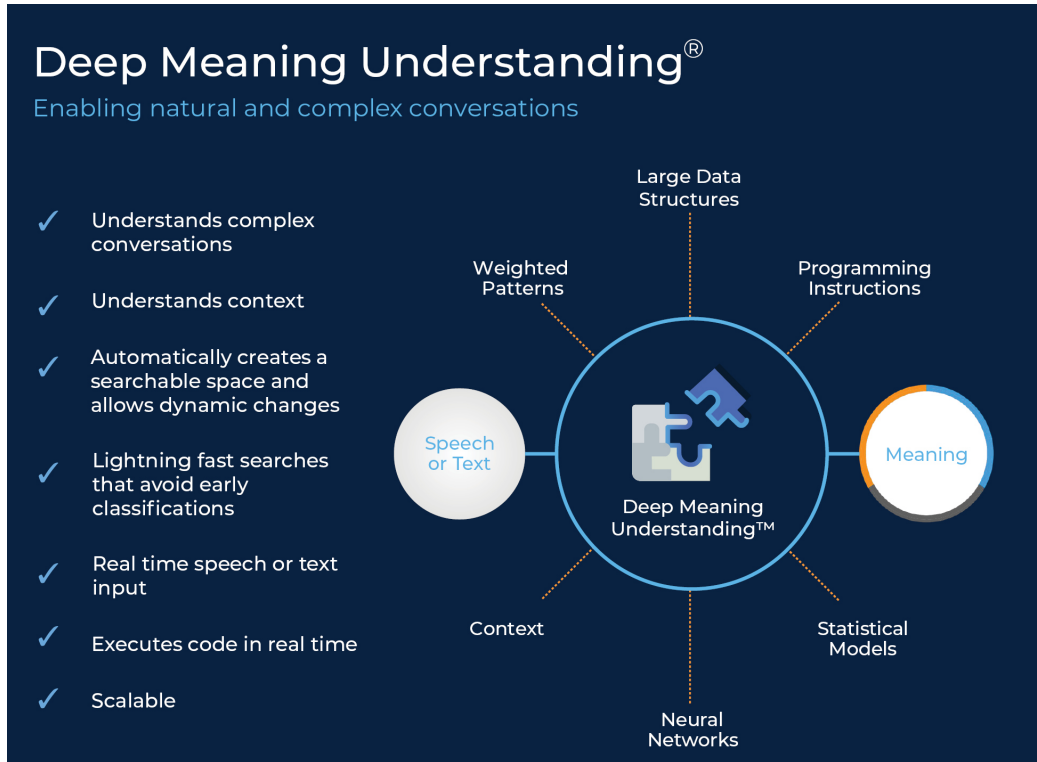 Deep Meaning Understanding®
Enabling natural and complex conversations
Understands complex
conversations
Understands context
Automatically creates a
searchable space and
allows dynamic changes
Lightning fast searches
that avoid early
classifications
Real time speech or text
input
Executes code in real time
Scalable
Large Data
Structures
Weighted
Patterns
Programming
Instructions
Speech
or Text
Deep Meaning
Understanding™
Meaning
Context
Statistical
Models
Neural
Networks